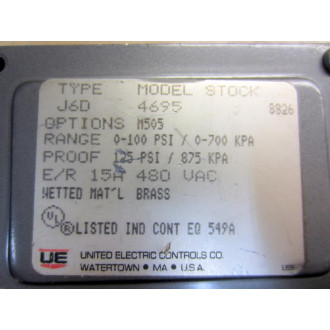 TYPE MODEL STOCK
J6D 4695 8826
OPTIONS M505
RANGE 0-100 PSI / 0-700 KPA
PROOF 125 PSI / 875 KPA
E/R 15A 480 VAC
WETTED MAT'L BRASS
UL ® LISTED IND CONT EQ 549A
UE UNITED ELECTRIC CONTROLS CO.
WATERTOWN • MA • U.S.A.